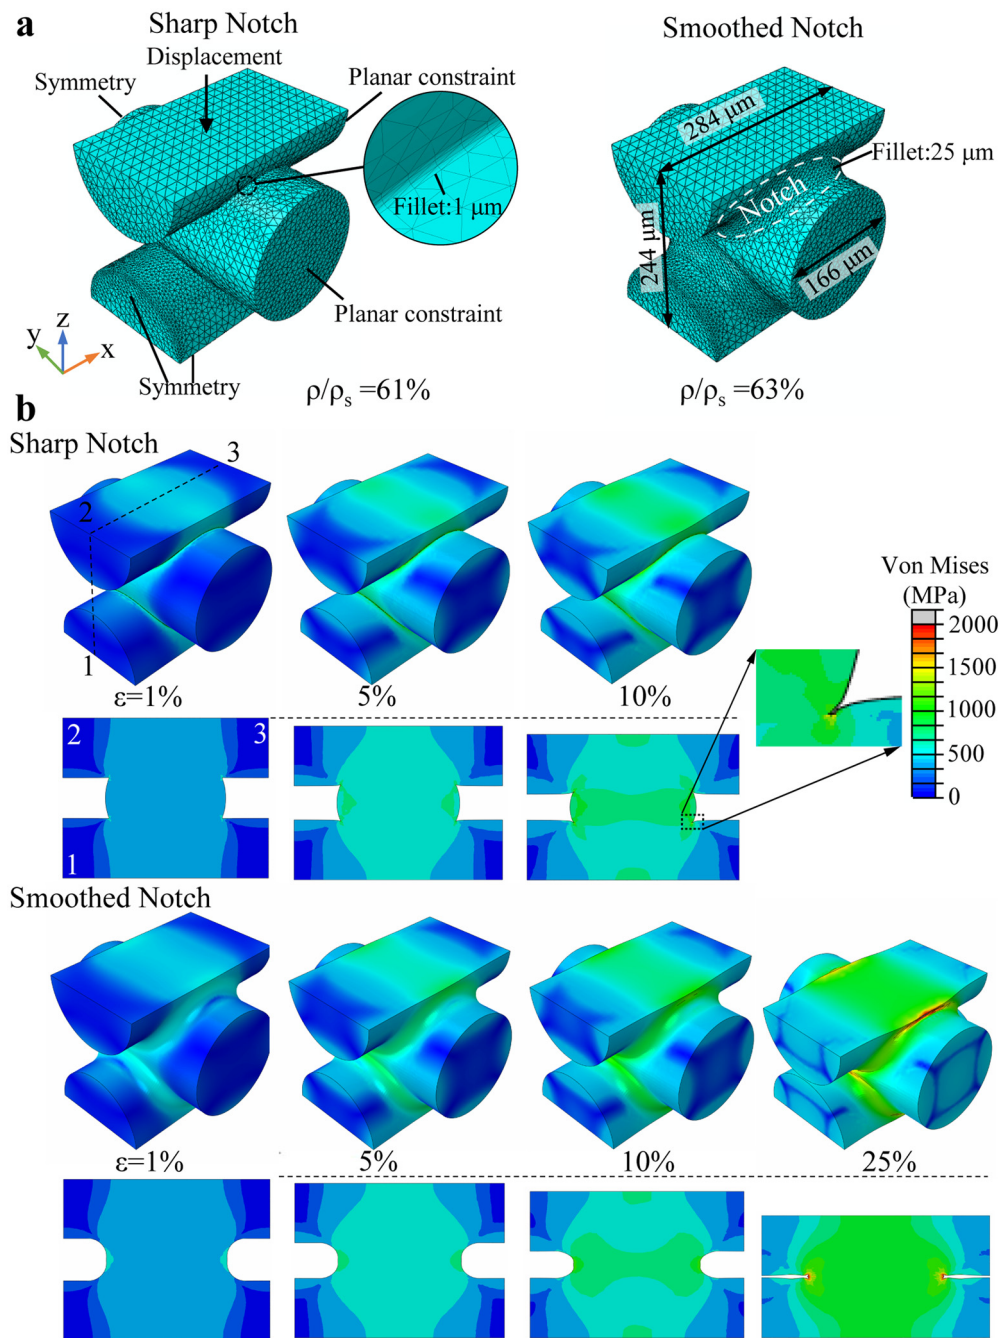 a
Sharp Notch
Smoothed Notch
Displacement
Symmetry
Planar constraint
Fillet:1 μm
Planar constraint
Symmetry
z
y
x
ρ/ρs =61%
284 μm
Fillet:25 μm
Notch
244 μm
166 μm
ρ/ρs =63%
b
Sharp Notch
3
2
1
ε=1%
5%
10%
Von Mises
(MPa)
2000
1500
1000
500
0
2
3
1
Smoothed Notch
ε=1%
5%
10%
25%